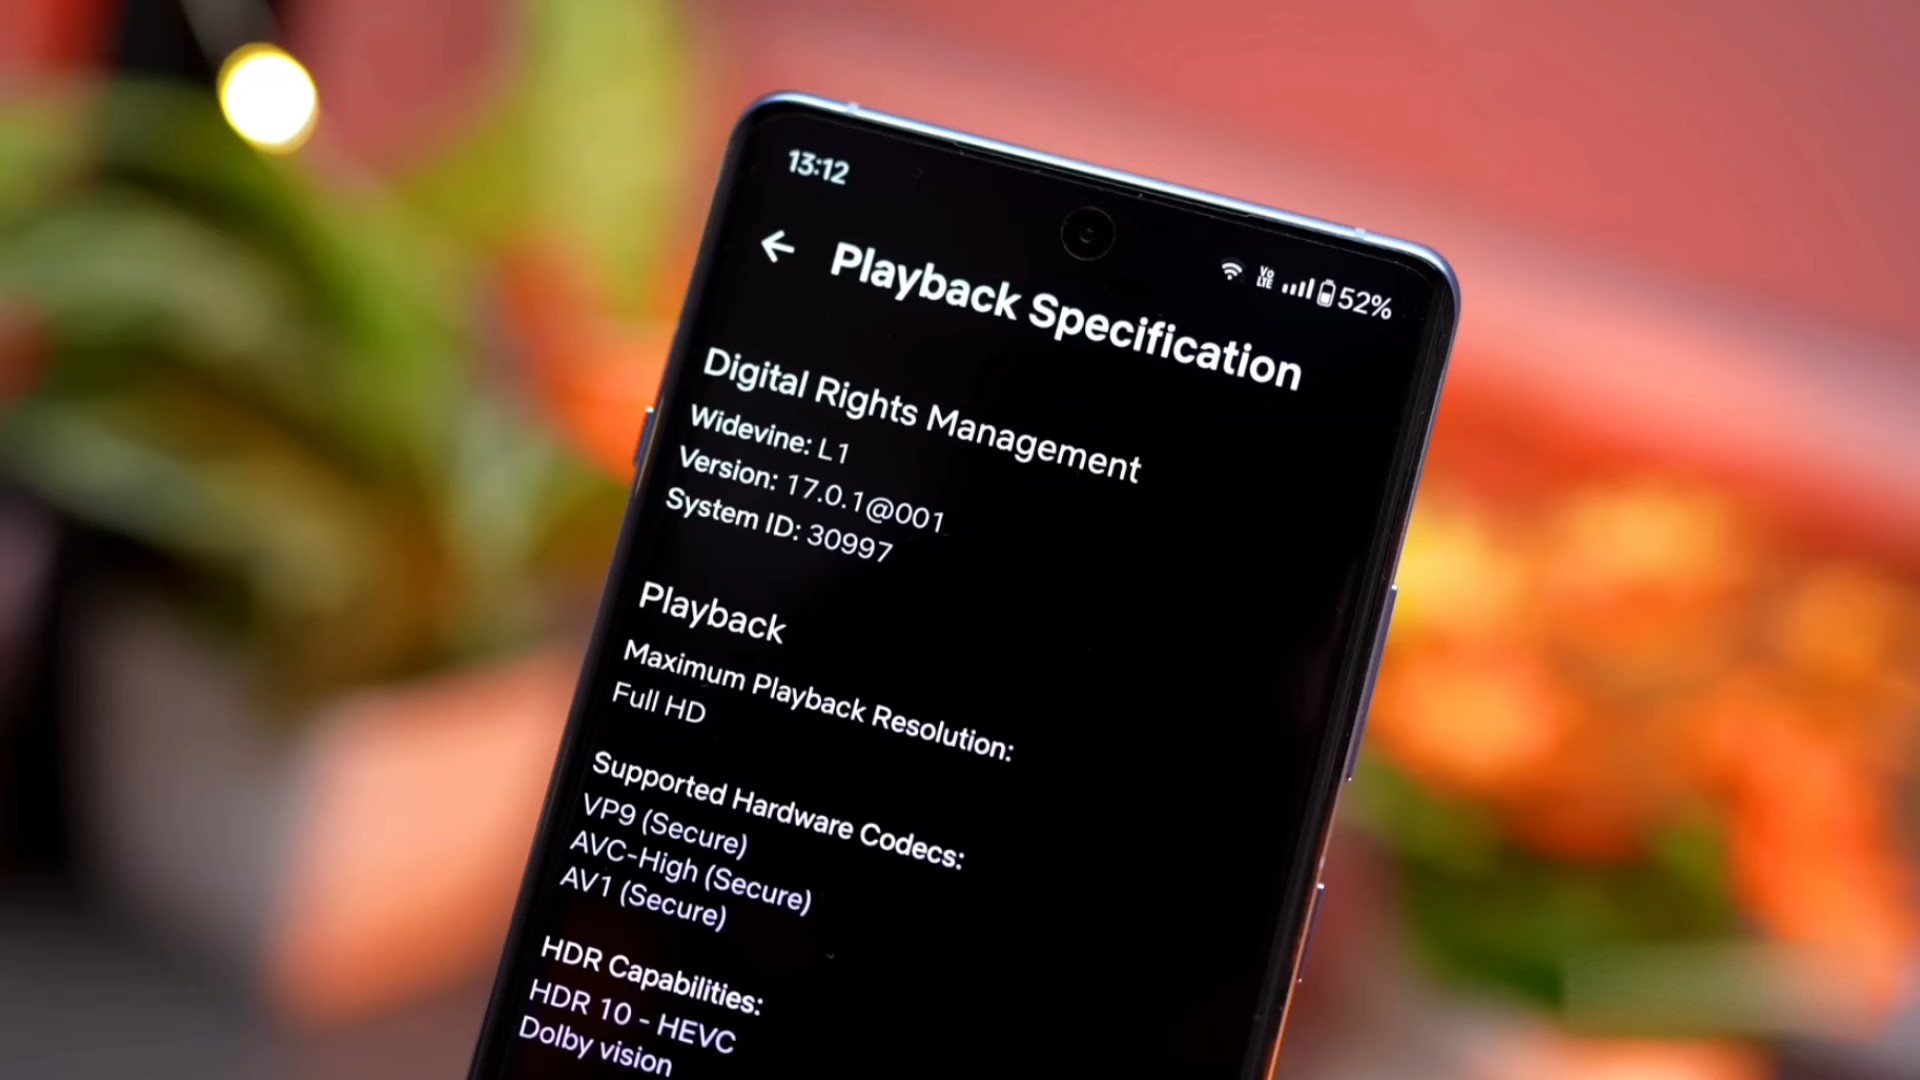 13:12
Vo LTE 52%
Playback Specification
Digital Rights Management
Widevine: L1
Version: 17.0.1@001
System ID: 30997
Playback
Maximum Playback Resolution:
Full HD
Supported Hardware Codecs:
VP9 (Secure)
AVC-High (Secure)
AV1 (Secure)
HDR Capabilities:
HDR 10 - HEVC
Dolby vision